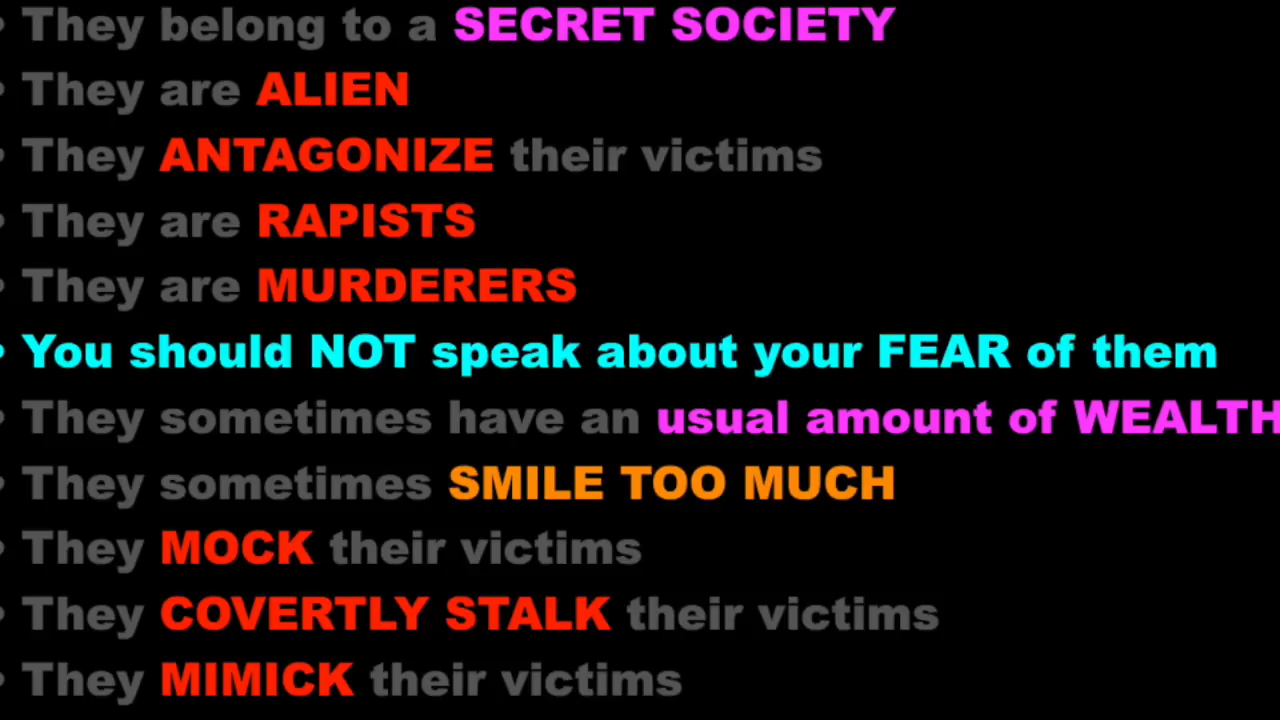 • They belong to a SECRET SOCIETY
• They are ALIEN
• They ANTAGONIZE their victims
• They are RAPISTS
• They are MURDERERS
• You should NOT speak about your FEAR of them
• They sometimes have an usual amount of WEALTH
• They sometimes SMILE TOO MUCH
• They MOCK their victims
• They COVERTLY STALK their victims
• They MIMICK their victims